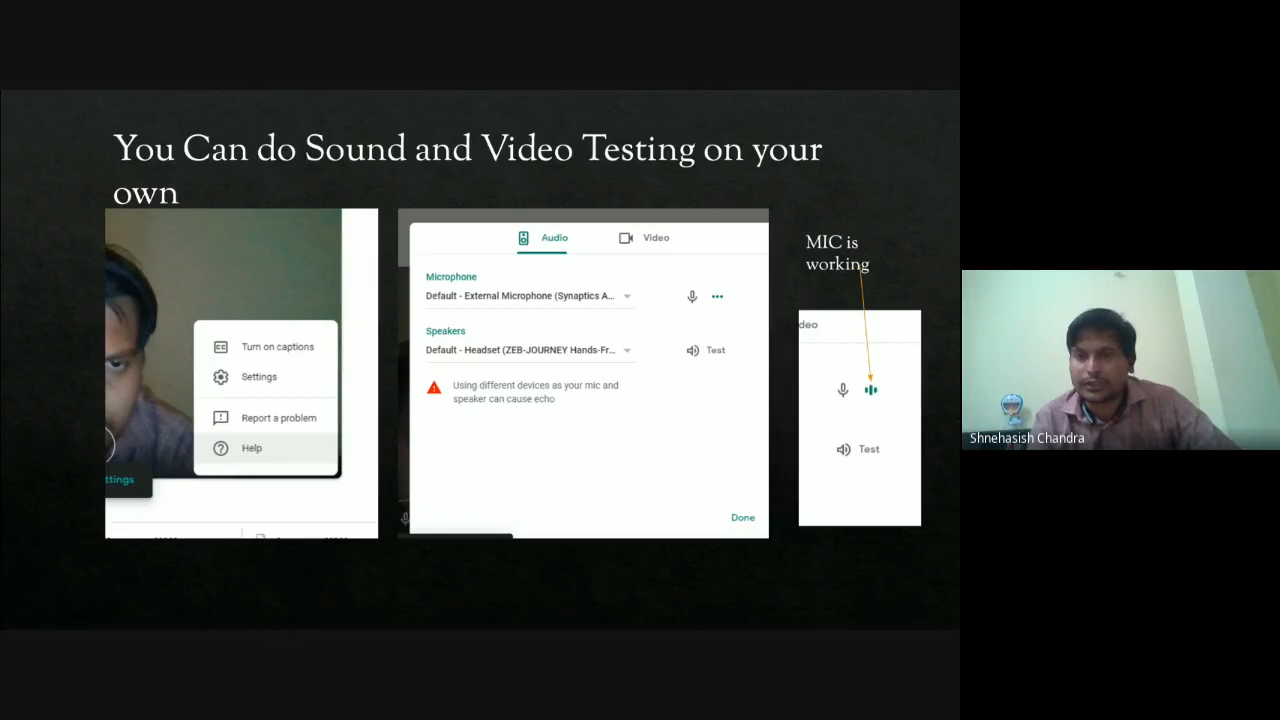 You Can do Sound and Video Testing on your
own
Turn on captions
Settings
Report a problem
Help
ttings
Audio
Video
Microphone
Default - External Microphone (Synaptics A...
Speakers
Default - Headset (ZEB-JOURNEY Hands-Fr...
Test
Using different devices as your mic and
speaker can cause echo
Done
MIC is
working
deo
Test
Shnehasish Chandra